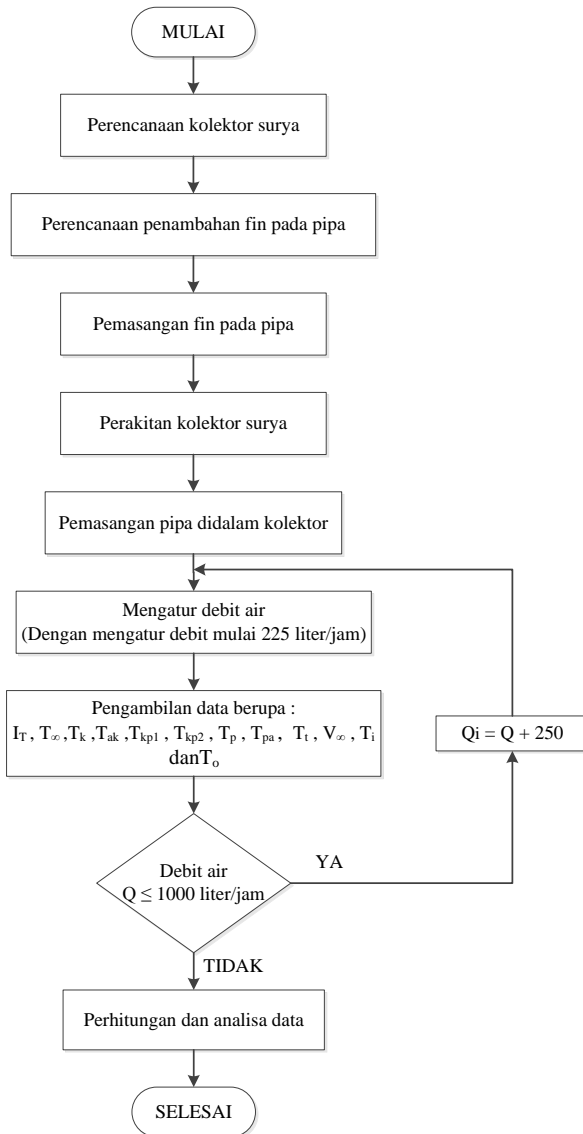 MULAI
Perencanaan kolektor surya
Perencanaan penambahan fin pada pipa
Pemasangan fin pada pipa
Perakitan kolektor surya
Pemasangan pipa didalam kolektor
Mengatur debit air
(Dengan mengatur debit mulai 225 liter/jam)
Pengambilan data berupa :
I_T , T_∞ ,T_k ,T_ak ,T_kp1 , T_kp2 , T_p , T_pa , T_t , V_∞ , T_i
danT_o
Qi = Q + 250
Debit air
Q ≤ 1000 liter/jam
YA
TIDAK
Perhitungan dan analisa data
SELESAI